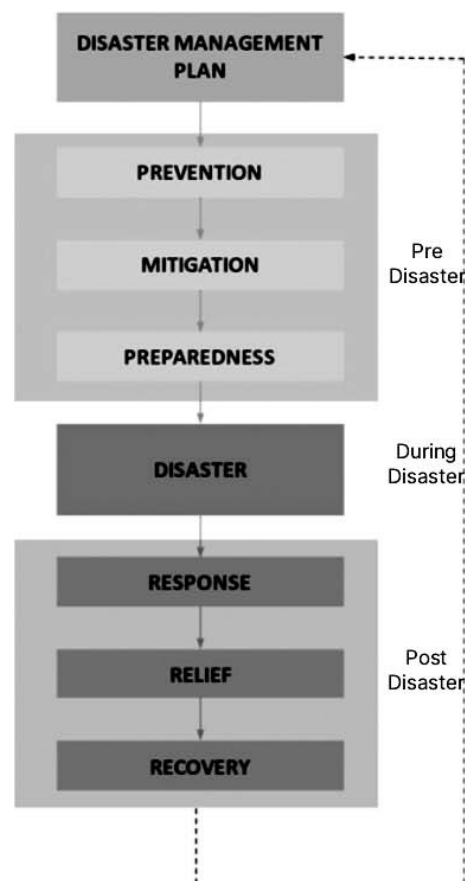 DISASTER MANAGEMENT
PLAN
PREVENTION
MITIGATION
PREPAREDNESS
Pre
Disaster
DISASTER
During
Disaster
RESPONSE
RELIEF
RECOVERY
Post
Disaster